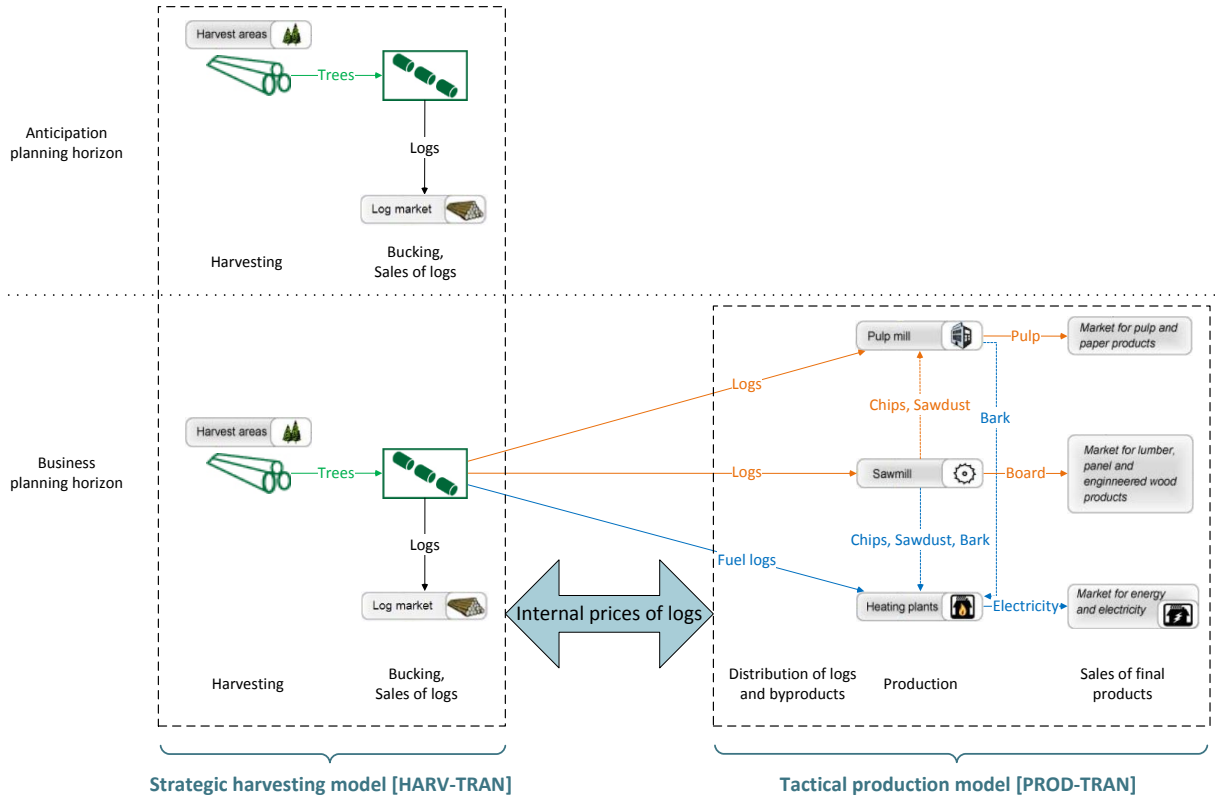 Harvest areas
Trees
Anticipation
planning horizon
Logs
Log market
Harvesting
Bucking,
Sales of logs
Pulp mill
Pulp
Market for pulp and
paper products
Logs
Chips, Sawdust
Bark
Harvest areas
Business
planning horizon
Trees
Logs
Sawmill
Board
Market for lumber,
panel and
enginneered wood
products
Logs
Chips, Sawdust, Bark
Fuel logs
Log market
Internal prices of logs
Heating plants
Electricity
Market for energy
and electricity
Harvesting
Bucking,
Sales of logs
Distribution of logs
and byproducts
Production
Sales of final
products
Strategic harvesting model [HARV-TRAN]
Tactical production model [PROD-TRAN]